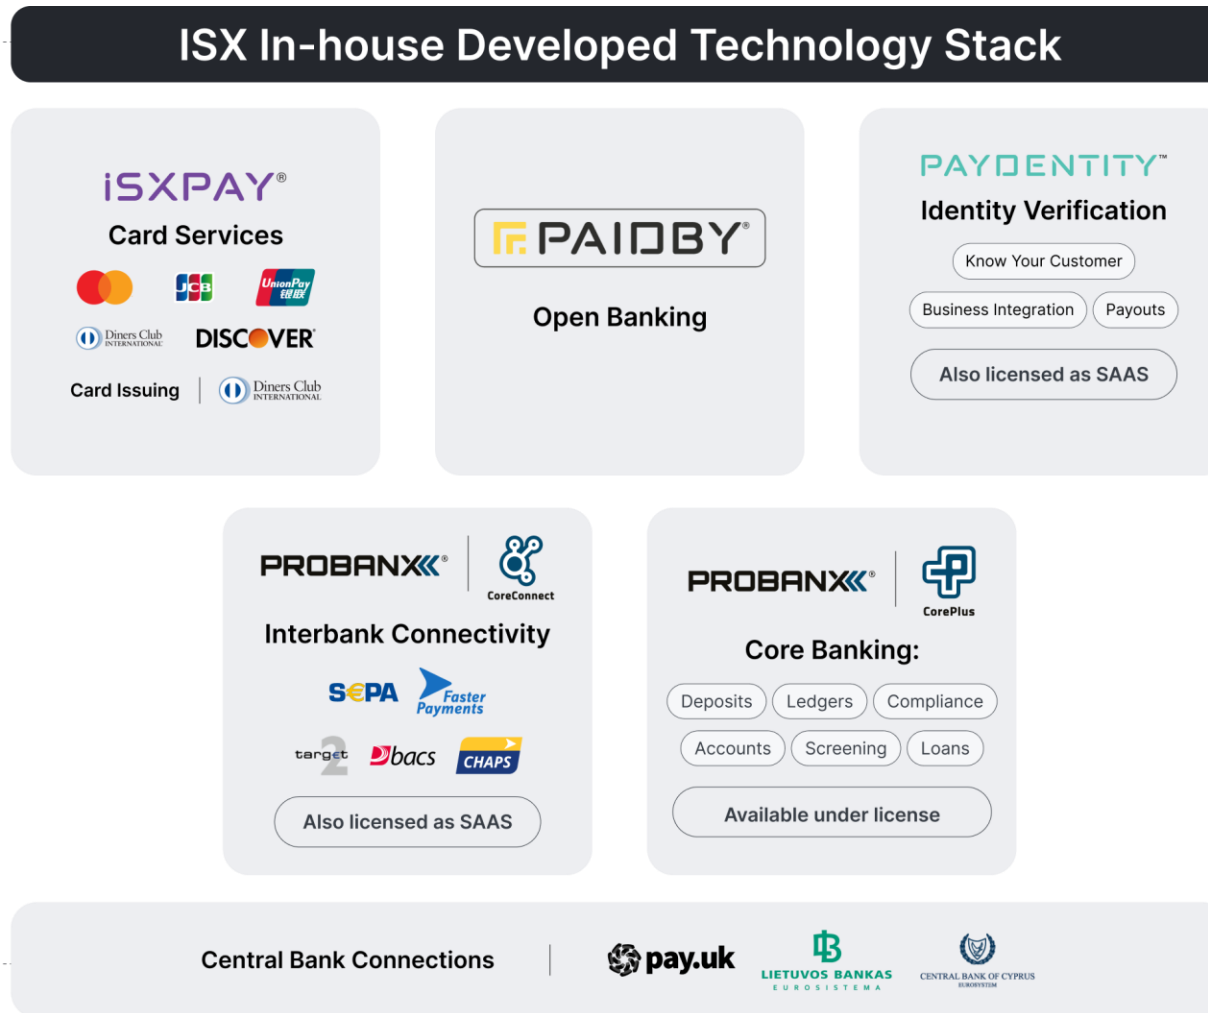 ISX In-house Developed Technology Stack
iSXPAY®
Card Services
JCB
UnionPay
银联
Diners Club
INTERNATIONAL
DISCOVER
Card Issuing
Diners Club
INTERNATIONAL
PAIDBY®
Open Banking
PAYDENTITY™
Identity Verification
Know Your Customer
Business Integration
Payouts
Also licensed as SAAS
PROBANX®
CoreConnect
Interbank Connectivity
S€PA
Faster
Payments
target2
bacs
CHAPS
Also licensed as SAAS
PROBANX®
CorePlus
Core Banking:
Deposits
Ledgers
Compliance
Accounts
Screening
Loans
Available under license
Central Bank Connections
pay.uk
LIETUVOS BANKAS
EUROSISTEMA
CENTRAL BANK OF CYPRUS
EUROSYSTEM